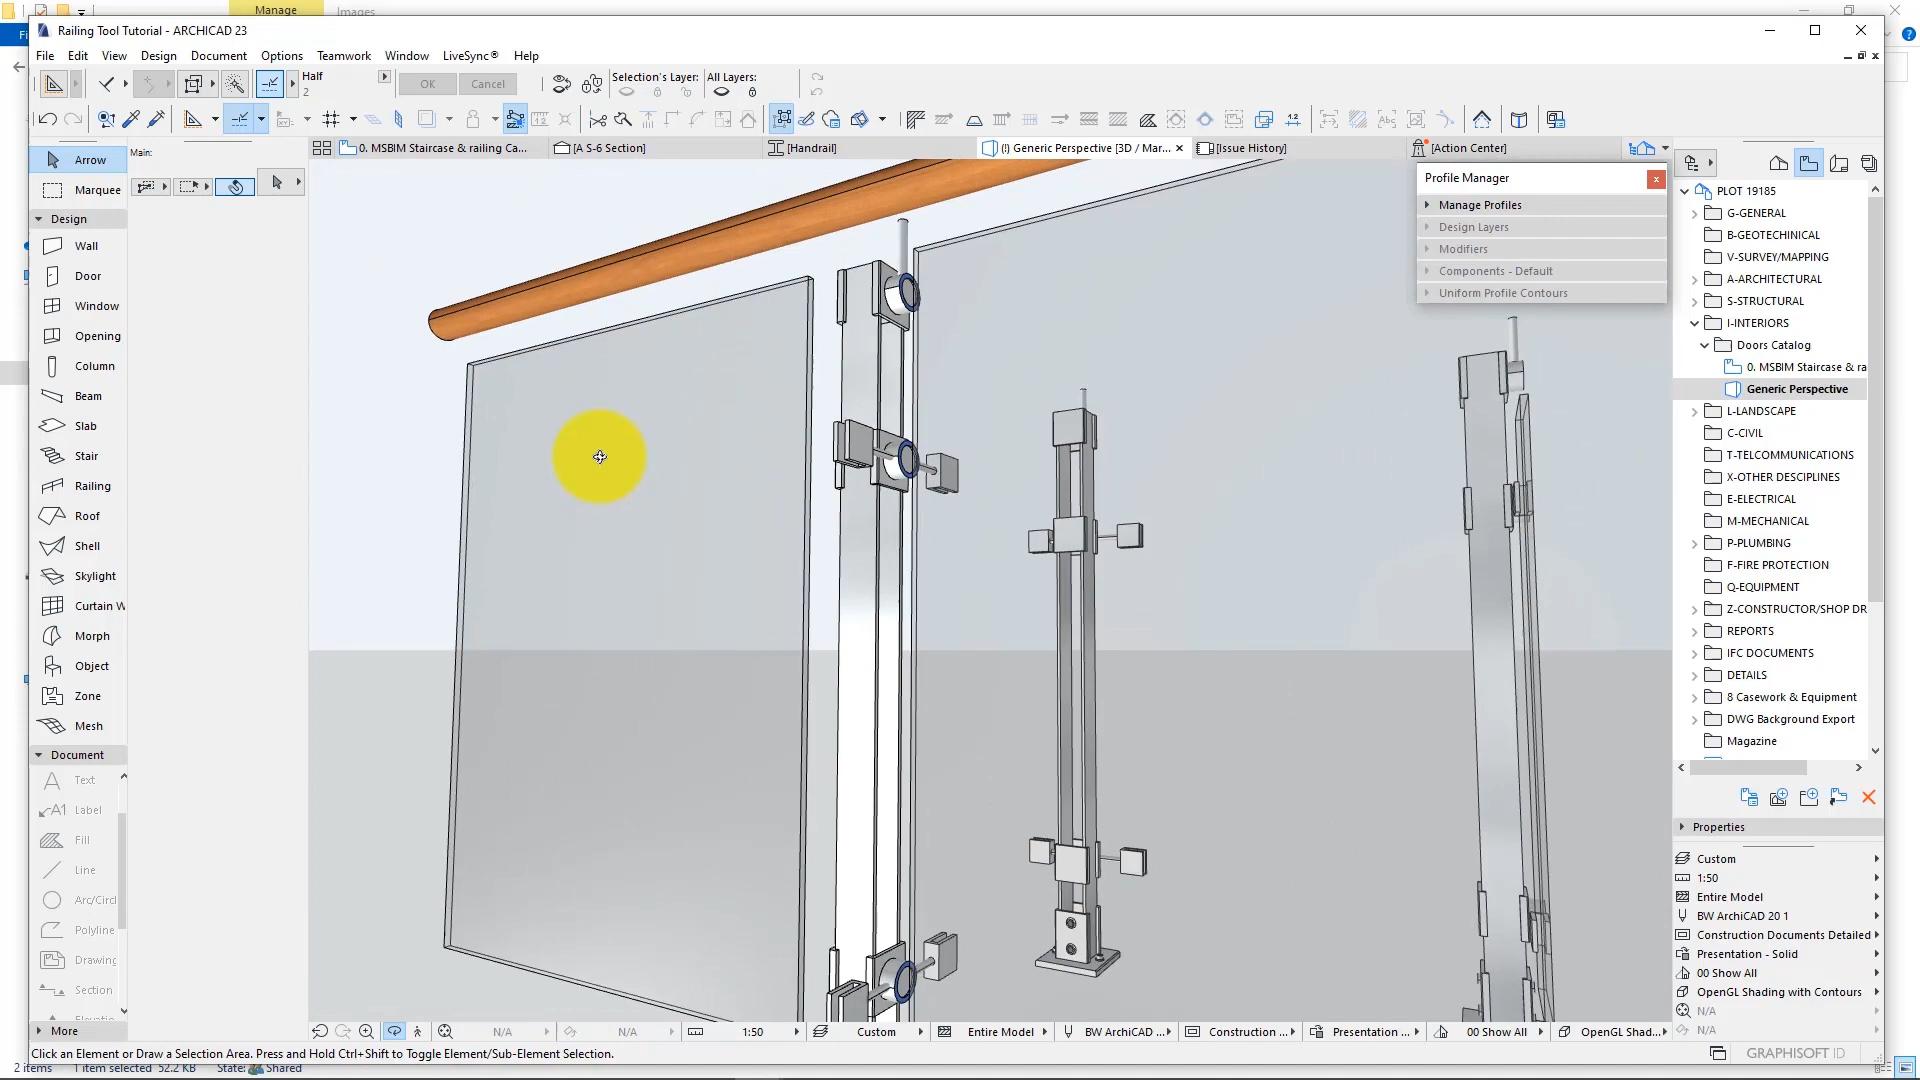 Manage
Images
Railing Tool Tutorial - ARCHICAD 23
File Edit View Design Document Options Teamwork Window LiveSync® Help
Half
2
OK
Cancel
Selection's Layer:
All Layers:
Arrow
Main:
0. MSBIM Staircase & railing Ca...
[A S-6 Section]
[Handrail]
(!) Generic Perspective [3D / Mar...
[Issue History]
[Action Center]
Marquee
Design
Wall
Door
Window
Opening
Column
Beam
Slab
Stair
Railing
Roof
Shell
Skylight
Curtain W
Morph
Object
Zone
Mesh
Document
Text
Label
Fill
Line
Arc/Circl
Polyline
Drawing
Section
More
Profile Manager
Manage Profiles
Design Layers
Modifiers
Components - Default
Uniform Profile Contours
PLOT 19185
G-GENERAL
B-GEOTECHINICAL
V-SURVEY/MAPPING
A-ARCHITECTURAL
S-STRUCTURAL
I-INTERIORS
Doors Catalog
0. MSBIM Staircase & ra
Generic Perspective
L-LANDSCAPE
C-CIVIL
T-TELCOMMUNICATIONS
X-OTHER DESCIPLINES
E-ELECTRICAL
M-MECHANICAL
P-PLUMBING
F-FIRE PROTECTION
Q-EQUIPMENT
Z-CONSTRUCTOR/SHOP DR
REPORTS
IFC DOCUMENTS
DETAILS
8 Casework & Equipment
DWG Background Export
Magazine
Properties
Custom
1:50
Entire Model
BW ArchiCAD 20 1
Construction Documents Detailed
Presentation - Solid
00 Show All
OpenGL Shading with Contours
N/A
N/A
N/A
N/A
1:50
Custom
Entire Model
BW ArchiCAD ...
Construction ...
Presentation ...
00 Show All
OpenGL Shad...
Click an Element or Draw a Selection Area. Press and Hold Ctrl+Shift to Toggle Element/Sub-Element Selection.
GRAPHISOFT ID
2 items 1 item selected 52.2 KB State: Shared